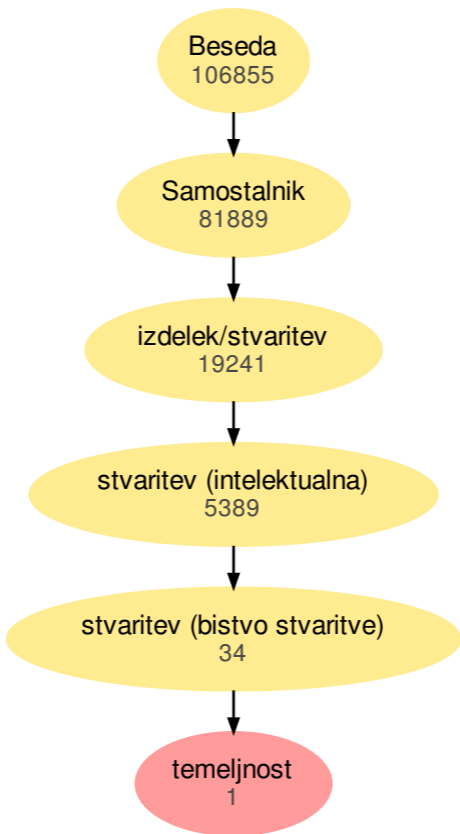 Beseda
106855
Samostalnik
81889
izdelek/stvaritev
19241
stvaritev (intelektualna)
5389
stvaritev (bistvo stvaritve)
34
temeljnost
1